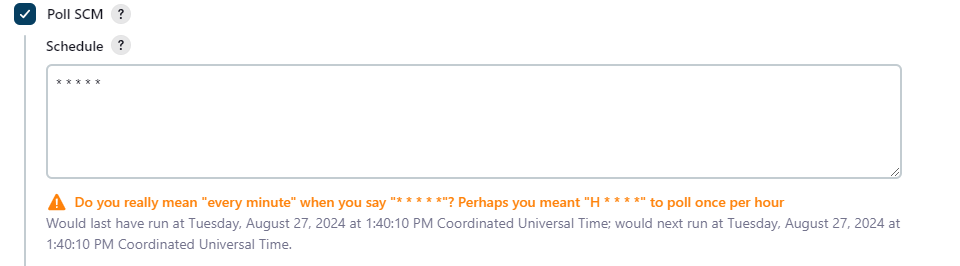 Poll SCM ?
Schedule ?
* * * * *
Do you really mean "every minute" when you say "* * * * *"? Perhaps you meant "H * * * *" to poll once per hour
Would last have run at Tuesday, August 27, 2024 at 1:40:10 PM Coordinated Universal Time; would next run at Tuesday, August 27, 2024 at
1:40:10 PM Coordinated Universal Time.